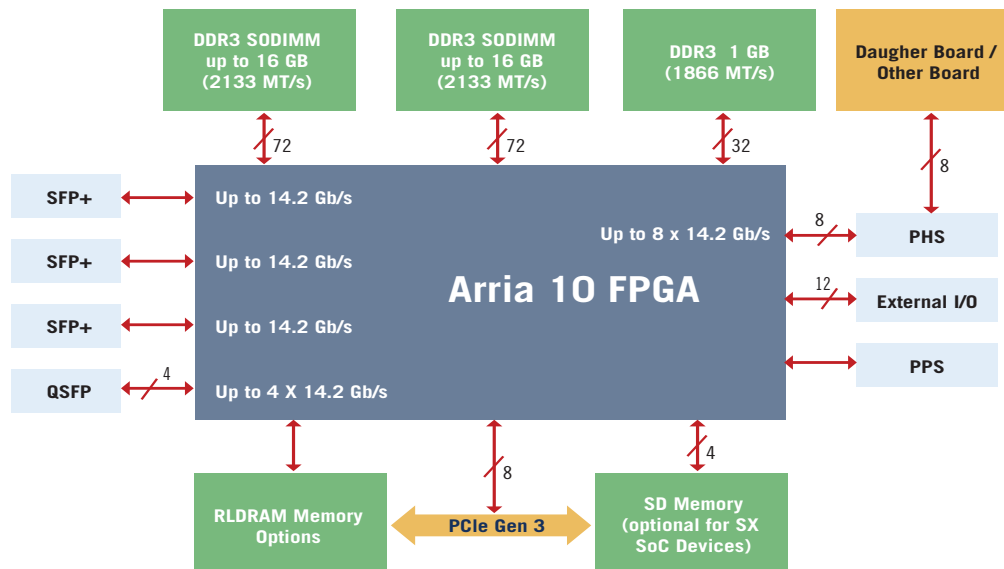 DDR3 SODIMM
up to 16 GB
(2133 MT/s)
DDR3 SODIMM
up to 16 GB
(2133 MT/s)
DDR3 1 GB
(1866 MT/s)
Daugher Board /
Other Board
72
72
32
8
SFP+
Up to 14.2 Gb/s
Up to 8 x 14.2 Gb/s
8
PHS
SFP+
Up to 14.2 Gb/s
Arria 10 FPGA
12
External I/O
SFP+
Up to 14.2 Gb/s
PPS
QSFP
4
Up to 4 X 14.2 Gb/s
8
4
RLDRAM Memory
Options
PCIe Gen 3
SD Memory
(optional for SX
SoC Devices)